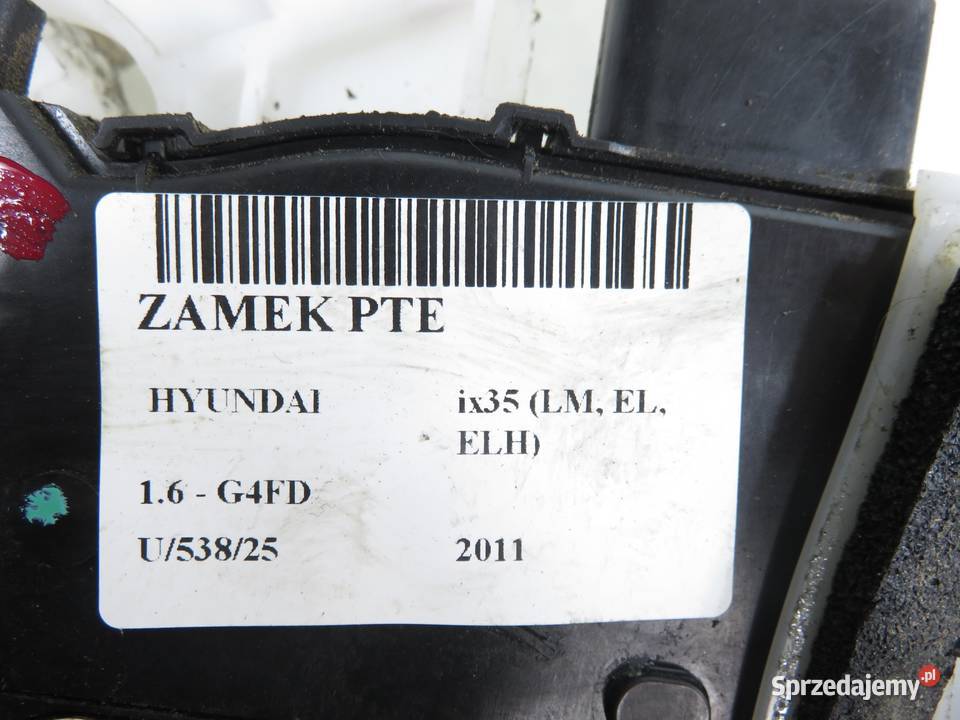 ZAMEK PTE
HYUNDAI ix35 (LM, EL,
ELH)
1.6 - G4FD
U/538/25 2011
Sprzedajemy.pl